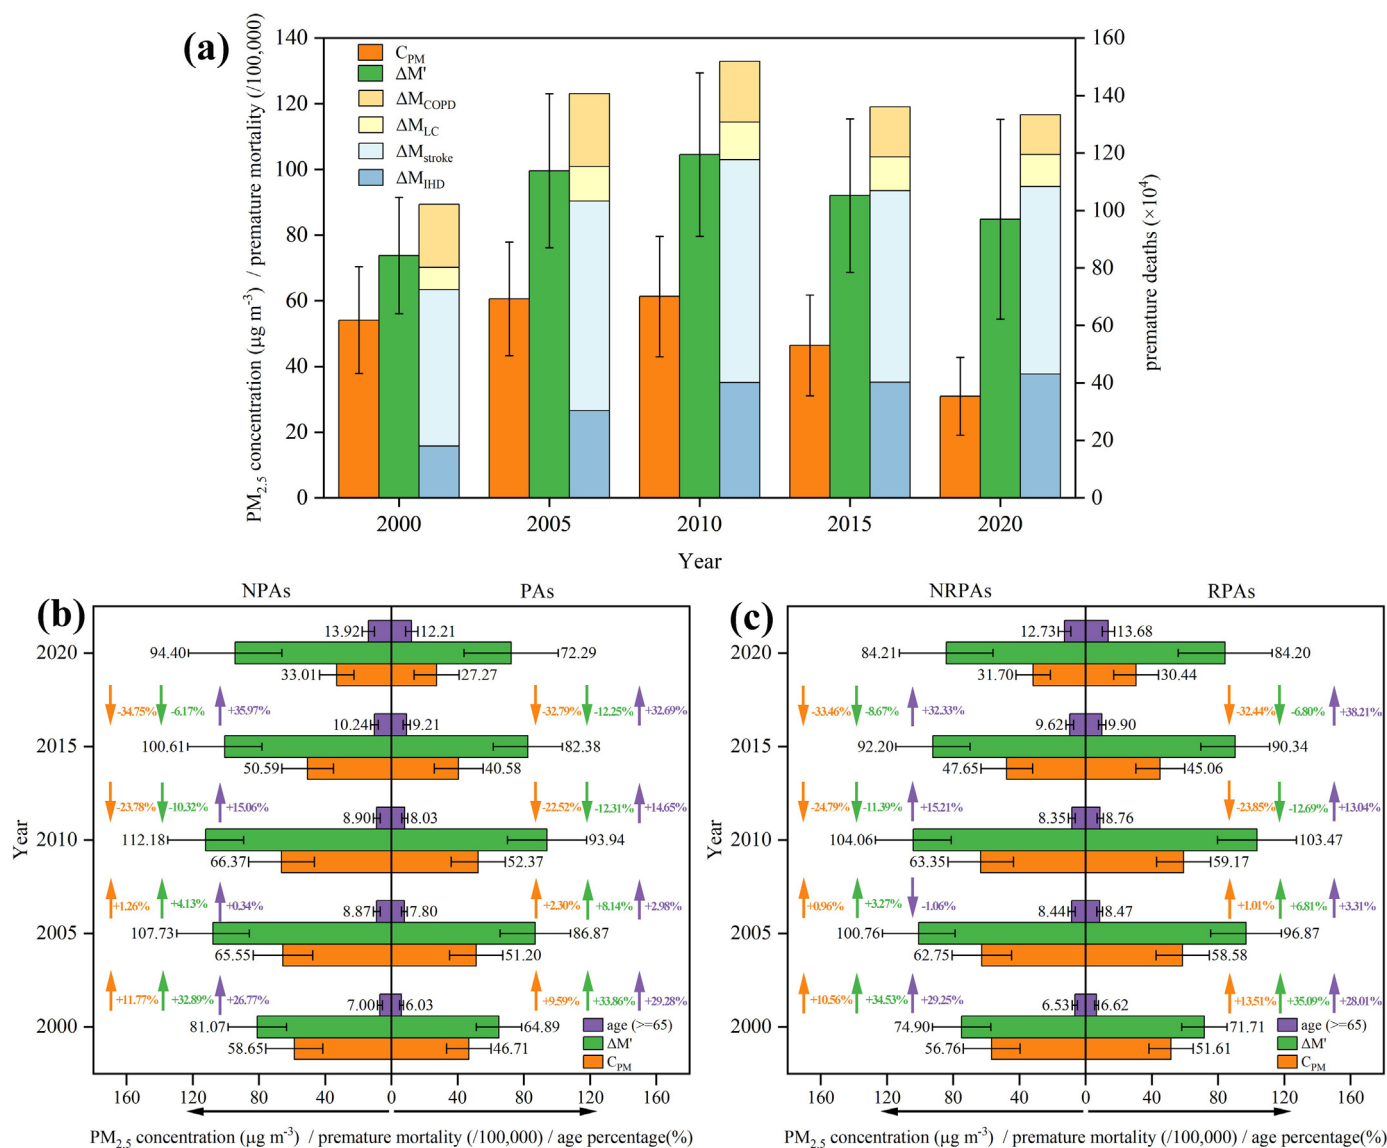 (a)
PM2.5 concentration (μg m-3) / premature mortality (/100,000)
140
120
100
80
60
40
20
0
CPM
ΔM'
ΔMCOPD
ΔMLC
ΔMstroke
ΔMIHD
160
140
120
100
80
60
40
20
0
premature deaths (×104)
2000 2005 2010 2015 2020
Year
(b)
NPAs PAs
Year
2020
13.92 12.21
94.40 72.29
33.01 27.27
-34.75% -6.17% +35.97% -32.79% -12.25% +32.69%
2015
10.24 9.21
100.61 82.38
50.59 40.58
-23.78% -10.32% +15.06% -22.52% -12.31% +14.65%
2010
8.90 8.03
112.18 93.94
66.37 52.37
+1.26% +4.13% +0.34% +2.30% +8.14% +2.98%
2005
8.87 7.80
107.73 86.87
65.55 51.20
+11.77% +32.89% +26.77% +9.59% +33.86% +29.28%
2000
7.00 6.03
81.07 64.89
58.65 46.71
age (>=65)
ΔM'
CPM
160 120 80 40 0 40 80 120 160
PM2.5 concentration (μg m-3) / premature mortality (/100,000) / age percentage(%)
(c)
NRPAs RPAs
Year
2020
12.73 13.68
84.21 84.20
31.70 30.44
-33.46% -8.67% +32.33% -32.44% -6.80% +38.21%
2015
9.62 9.90
92.20 90.34
47.65 45.06
-24.79% -11.39% +15.21% -23.85% -12.69% +13.04%
2010
8.35 8.76
104.06 103.47
63.35 59.17
+0.96% +3.27% -1.06% +1.01% +6.81% +3.31%
2005
8.44 8.47
100.76 96.87
62.75 58.58
+10.56% +34.53% +29.25% +13.51% +35.09% +28.01%
2000
6.53 6.62
74.90 71.71
56.76 51.61
age (>=65)
ΔM'
CPM
160 120 80 40 0 40 80 120 160
PM2.5 concentration (μg m-3) / premature mortality (/100,000) / age percentage(%)